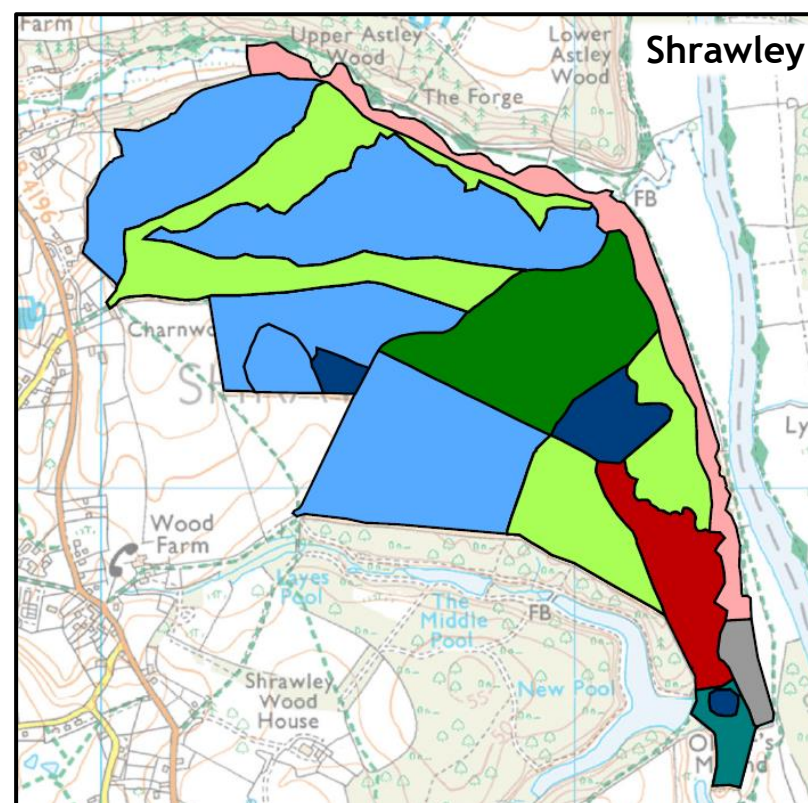 Farm
Upper Astley
Wood
Lower
Astley
Wood
Shrawley
The Forge
FB
Charnwo
Ly
Wood
Farm
Layes
Pool
The
Middle
Pool
FB
New Pool
Shrawley
Wood
House